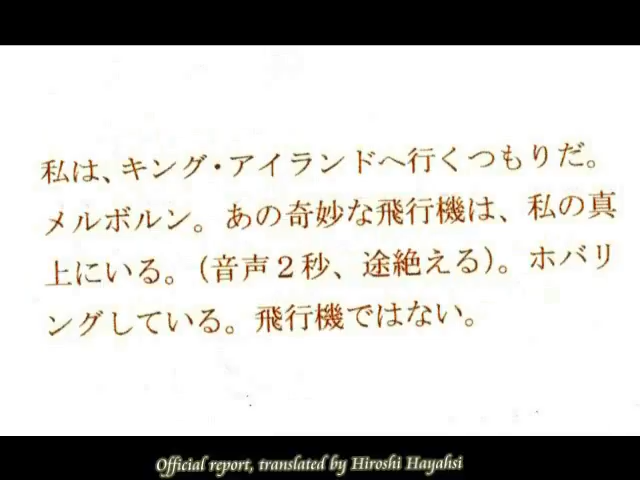 私は、キング・アイランドへ行くつもりだ。
メルボルン。あの奇妙な飛行機は、私の真
上にいる。(音声2秒、途絶える)。ホバリ
ングしている。飛行機ではない。
Official report, translated by Hiroshi Hayahsi